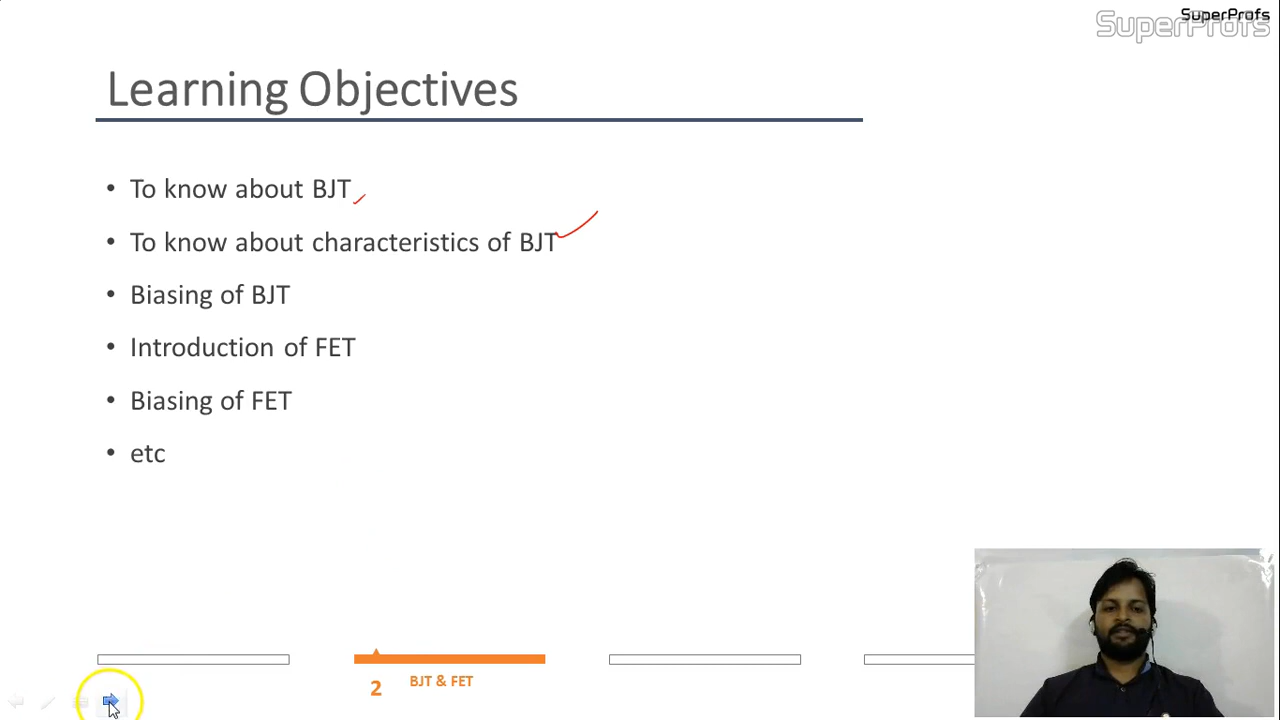 SuperProfs
SuperProfs
Learning Objectives
• To know about BJT
• To know about characteristics of BJT
• Biasing of BJT
• Introduction of FET
• Biasing of FET
• etc
2 BJT & FET